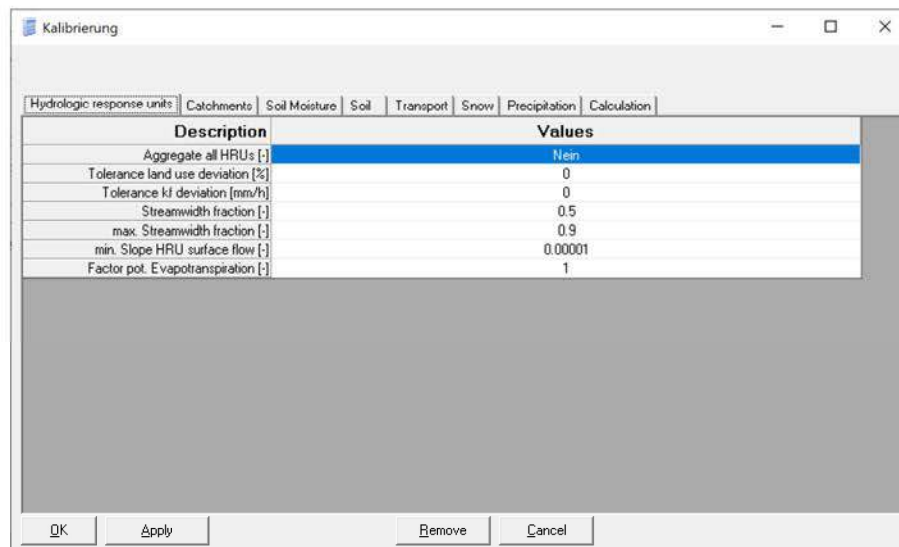 Kalibrierung
Hydrologic response units Catchments Soil Moisture Soil Transport Snow Precipitation Calculation
Description Values
Aggregate all HRUs [-] Nein
Tolerance land use deviation [%] 0
Tolerance kf deviation [mm/h] 0
Streamwidth fraction [-] 0.5
max. Streamwidth fraction [-] 0.9
min. Slope HRU surface flow [-] 0.00001
Factor pot. Evapotranspiration [-] 1
OK Apply Remove Cancel